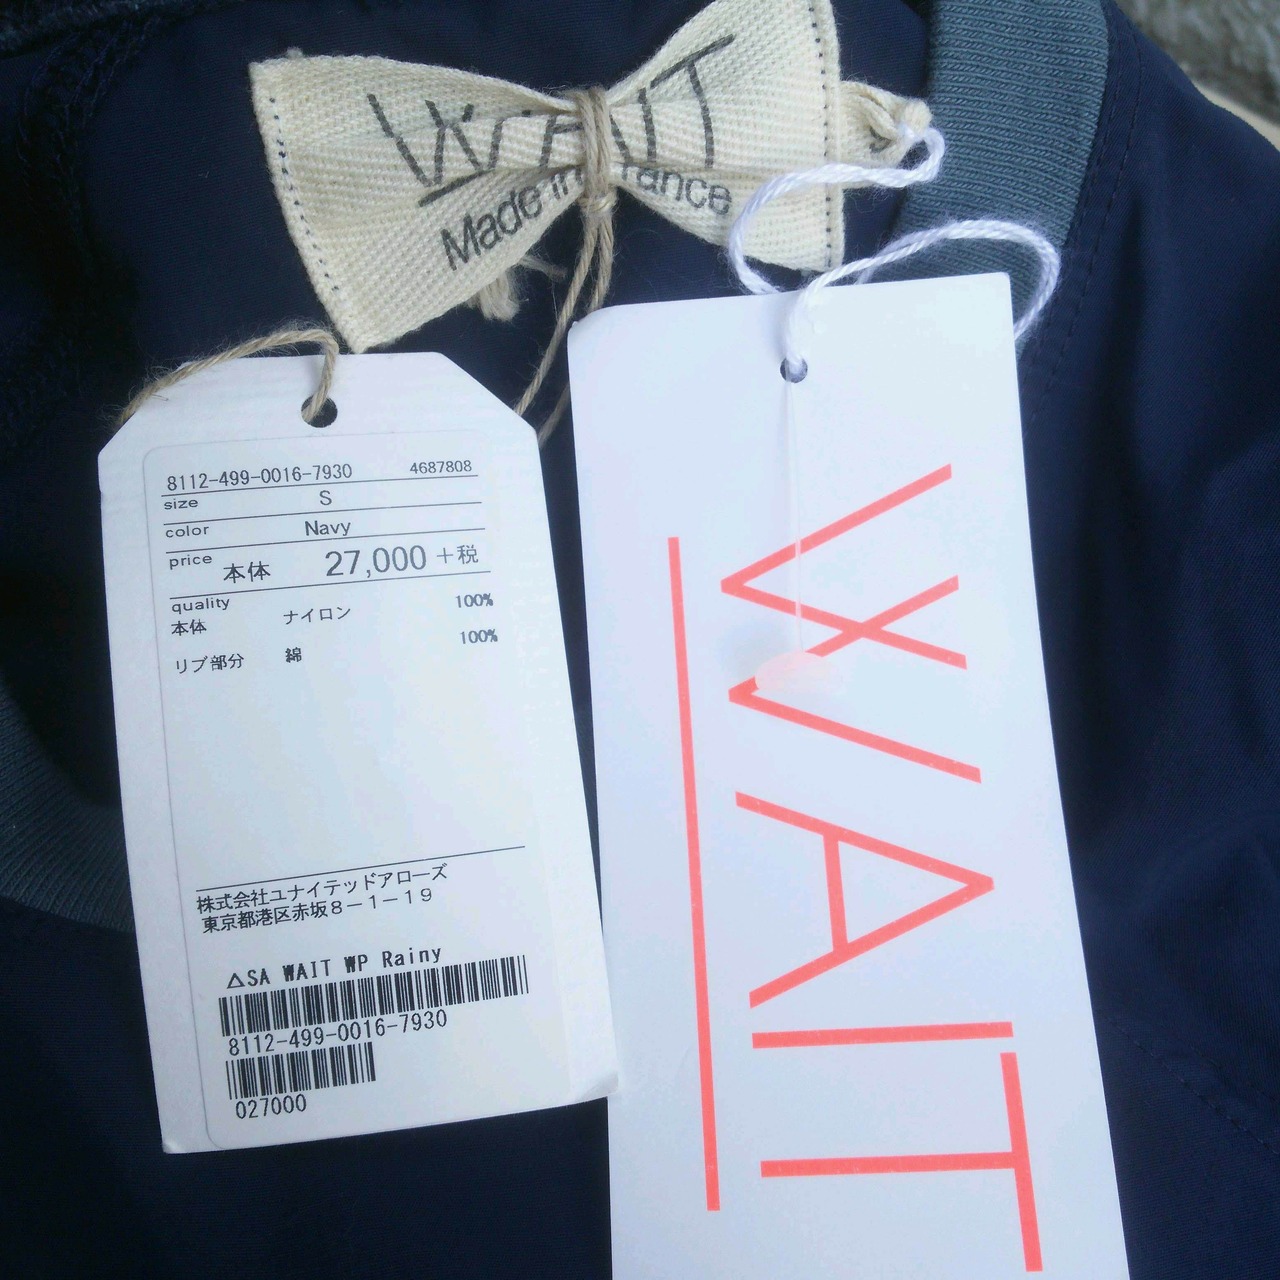 WAIT
Made in France
8112-499-0016-7930 4687808
size S
color Navy
price 本体 27,000 +税
quality
本体 ナイロン 100%
リブ部分 綿 100%
株式会社ユナイテッドアローズ
東京都港区赤坂8-1-19
△SA WAIT WP Rainy
8112-499-0016-7930
027000
WAIT